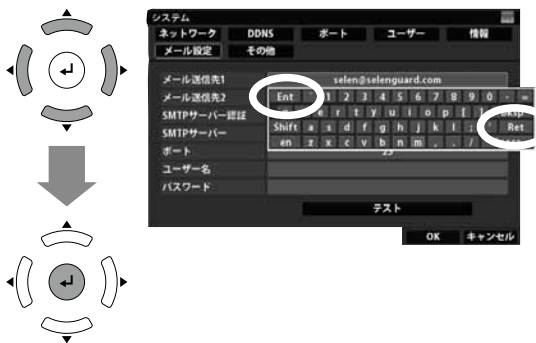 システム
ネットワーク DDNS ポート ユーザー 情報
メール設定 その他
メール送信先1 selen@selenguard.com
メール送信先2
Ent 1 2 3 4 5 6 7 8 9 0 - =
SMTPサーバー認証
e r t y u i o p [ ] Bksp
SMTPサーバー
Shift a s d f g h j k l ; Ret
en z x c v b n m , . /
ポート 25
ユーザー名
パスワード
テスト
OK キャンセル